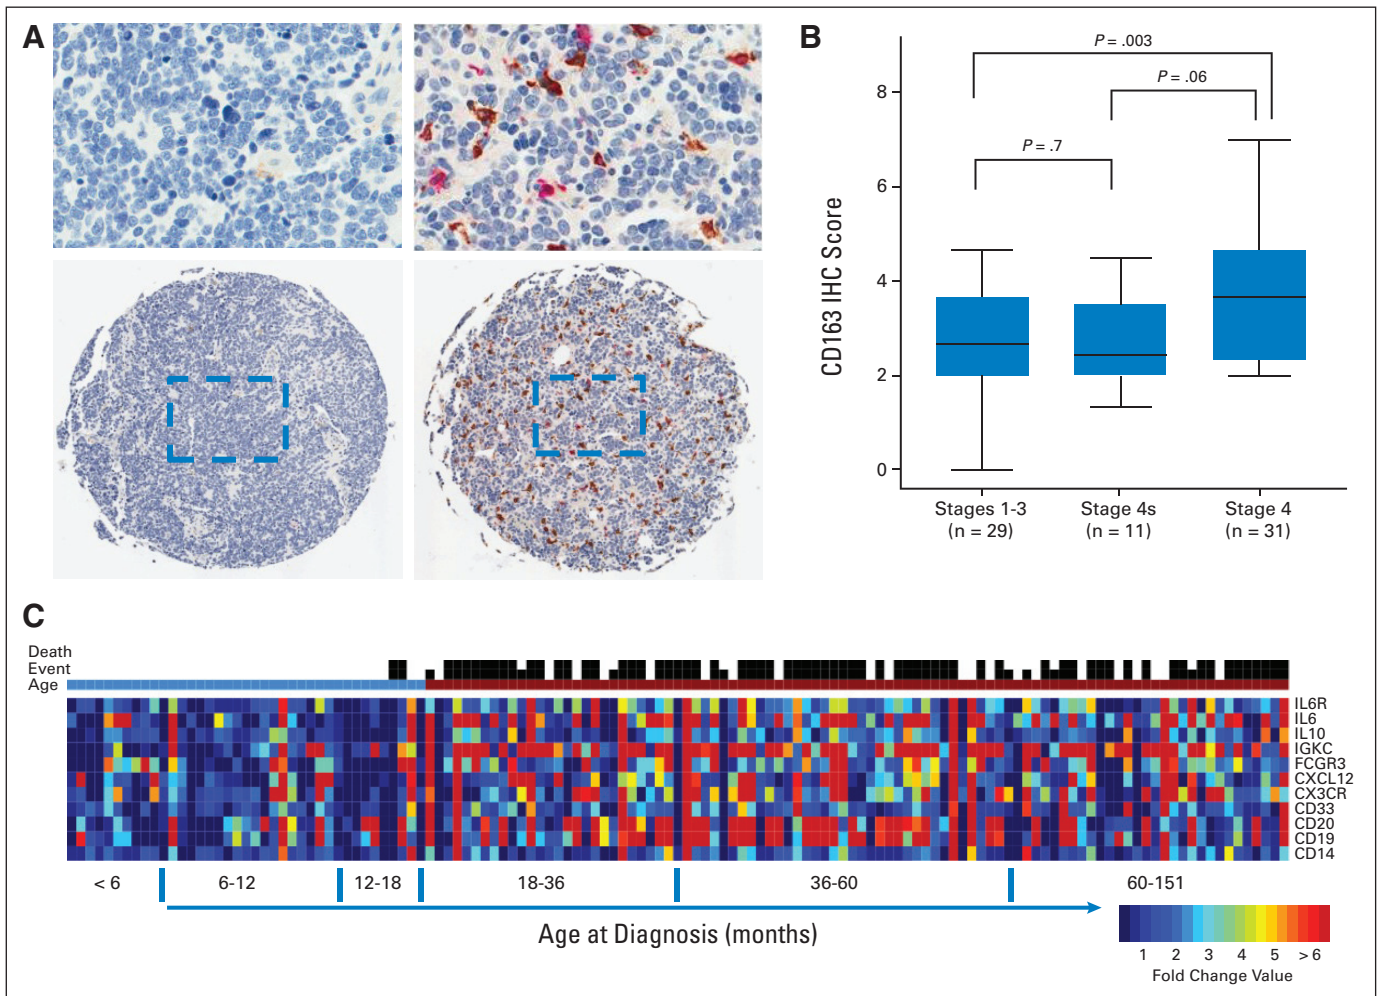 A
B
P = .003
P = .06
P = .7
8
6
4
2
0
CD163 IHC Score
Stages 1-3
(n = 29)
Stage 4s
(n = 11)
Stage 4
(n = 31)
C
Death
Event
Age
IL6R
IL6
IL10
IGKC
FCGR3
CXCL12
CX3CR
CD33
CD20
CD19
CD14
< 6
6-12
12-18
18-36
36-60
60-151
Age at Diagnosis (months)
1 2 3 4 5 > 6
Fold Change Value